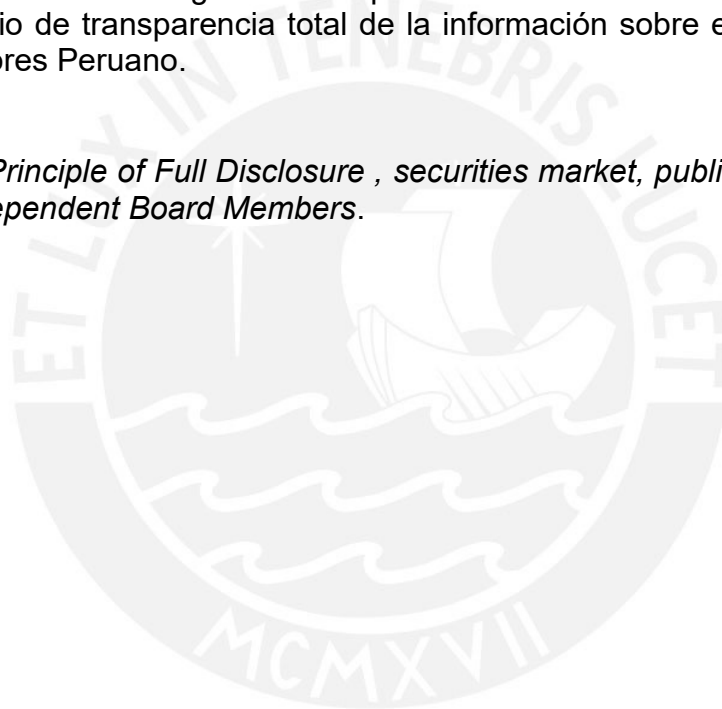 io de transparencia total de la información sobre e
ores Peruano.
Principle of Full Disclosure , securities market, publi
ependent Board Members.
ET LUX IN TENEBRIS LUCET
MCMXVII